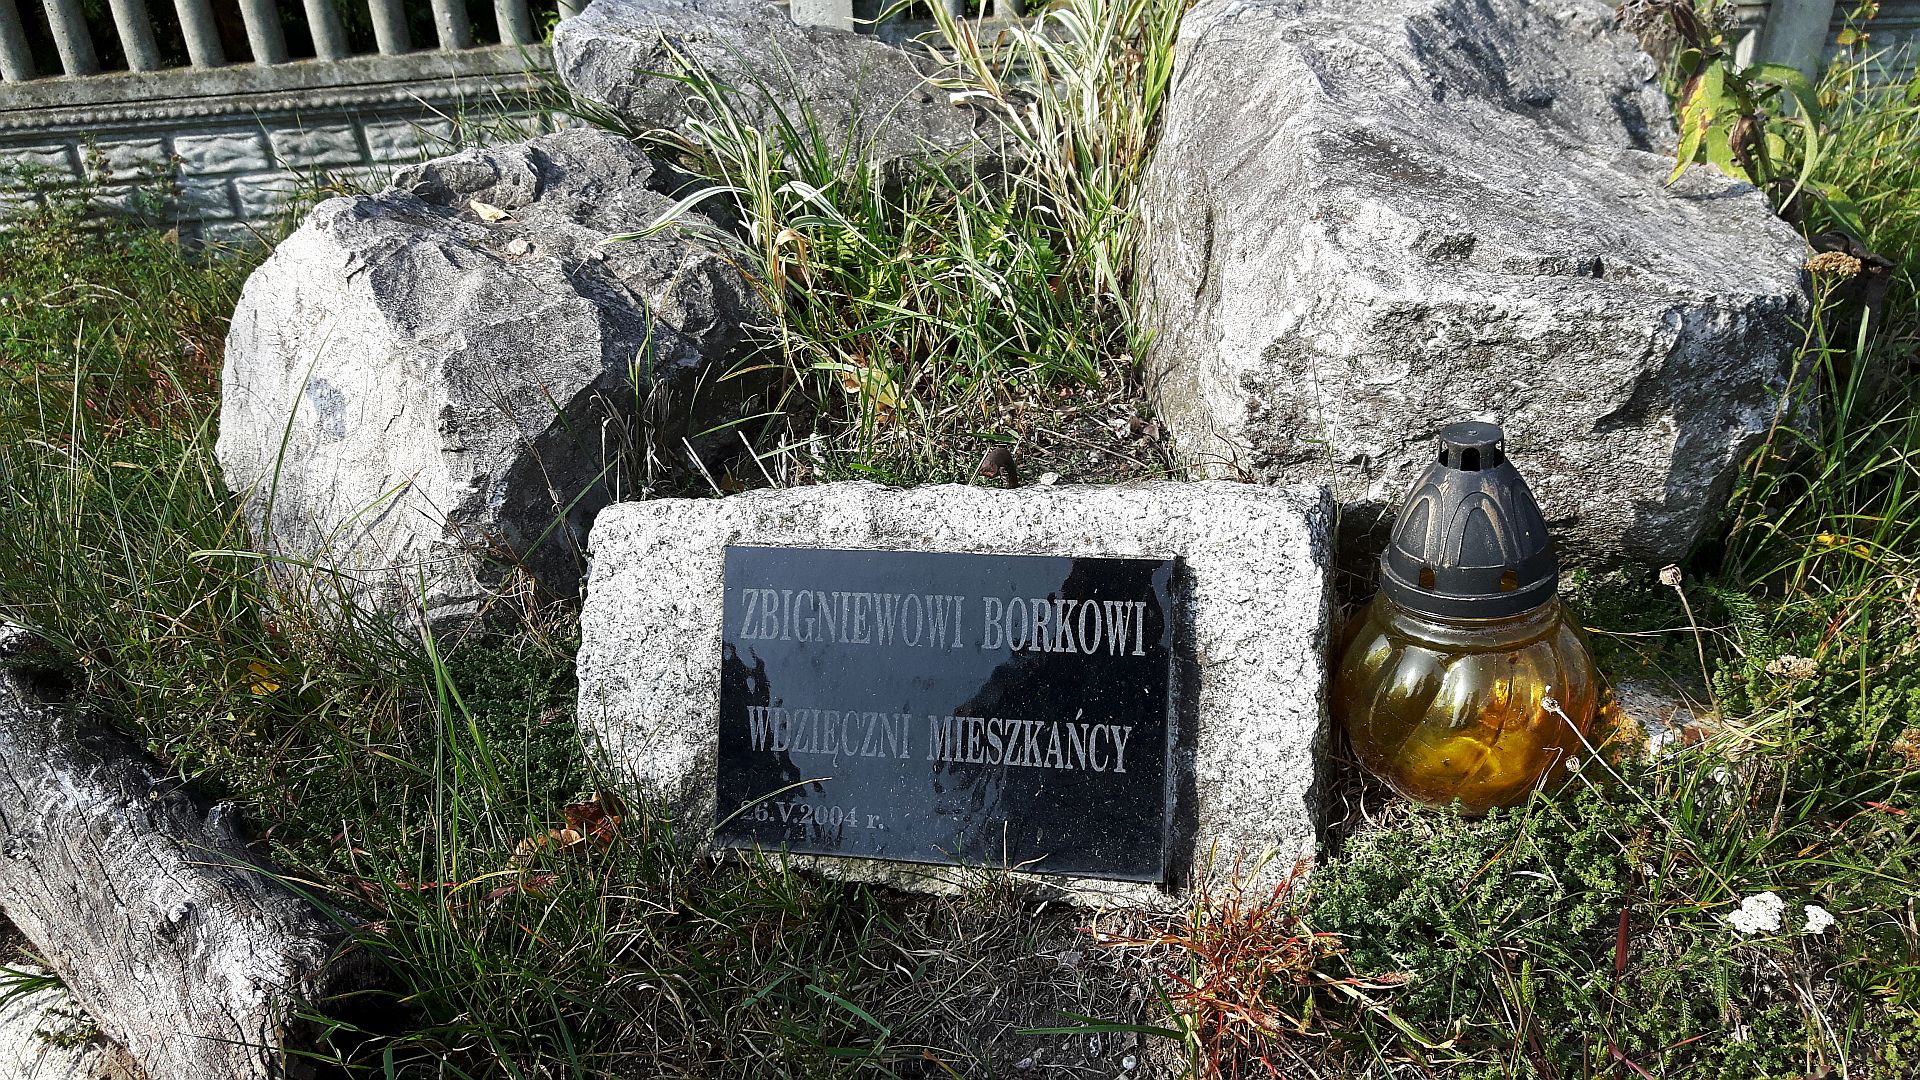 ZBIGNIEWOWI BORKOWI
WDZIĘCZNI MIESZKAŃCY
26.V.2004 r.